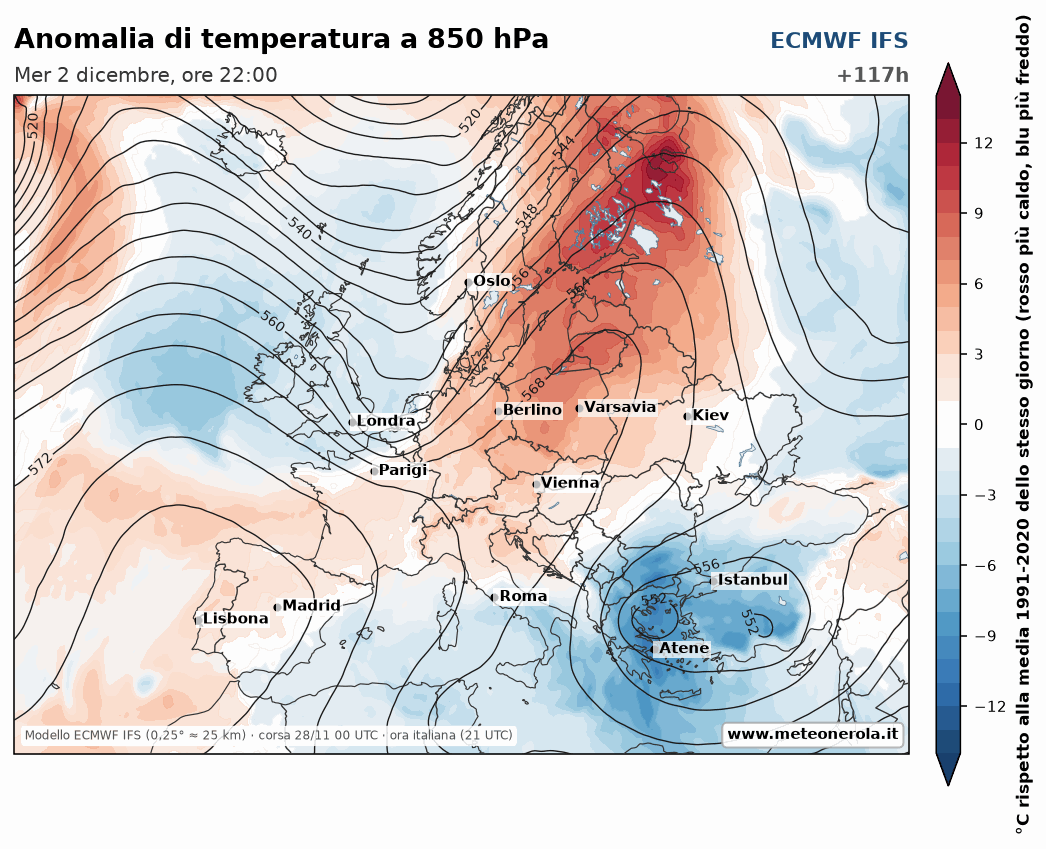 Anomalia di temperatura a 850 hPa
ECMWF IFS
Mer 2 dicembre, ore 22:00
+117h
520
520
544
548
540
556
564
560
568
572
Oslo
Londra
Berlino
Varsavia
Kiev
Parigi
Vienna
556
Istanbul
552
552
Roma
Madrid
Lisbona
Atene
Modello ECMWF IFS (0,25° ≈ 25 km) · corsa 28/11 00 UTC · ora italiana (21 UTC)
www.meteonerola.it
12
9
6
3
0
−3
−6
−9
−12
°C rispetto alla media 1991-2020 dello stesso giorno (rosso più caldo, blu più freddo)